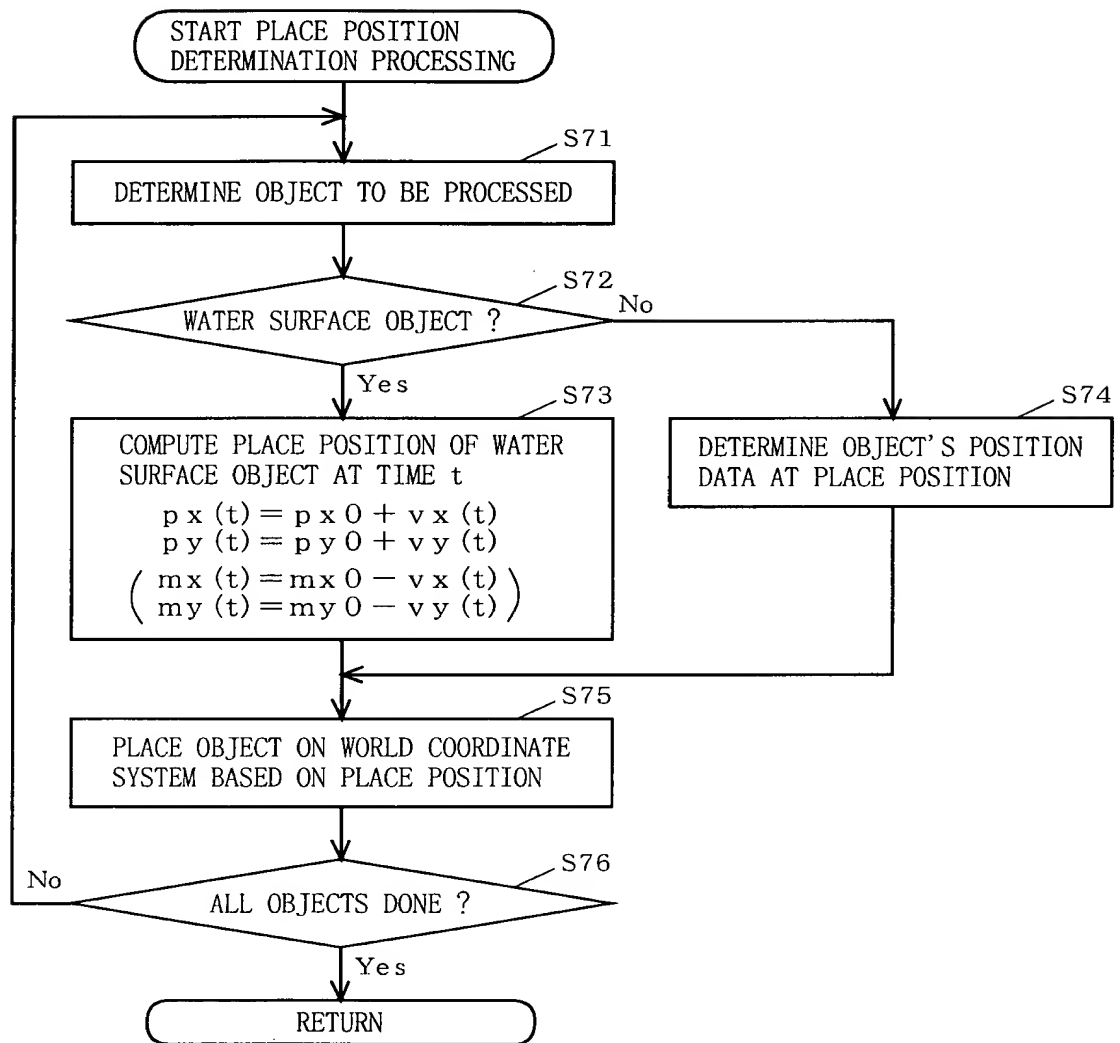 START PLACE POSITION
DETERMINATION PROCESSING
S71
DETERMINE OBJECT TO BE PROCESSED
S72
WATER SURFACE OBJECT ?
No
Yes
S73
COMPUTE PLACE POSITION OF WATER
SURFACE OBJECT AT TIME t
px (t) = px0 + vx (t)
py (t) = py0 + vy (t)
( mx (t) = mx0 - vx (t)
my (t) = my0 - vy (t) )
S74
DETERMINE OBJECT'S POSITION
DATA AT PLACE POSITION
S75
PLACE OBJECT ON WORLD COORDINATE
SYSTEM BASED ON PLACE POSITION
S76
No
ALL OBJECTS DONE ?
Yes
RETURN